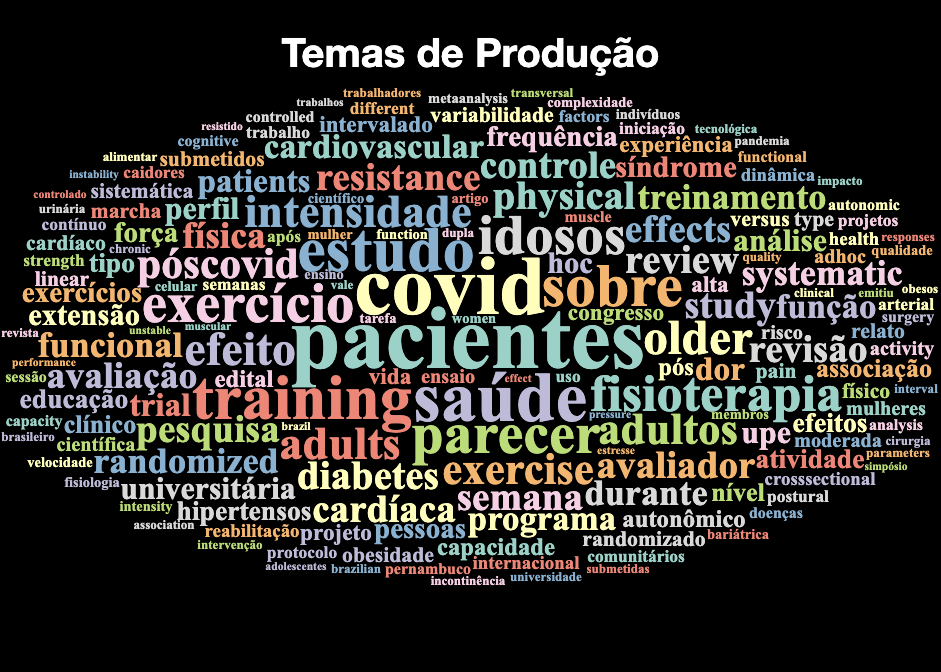 Temas de Produção
trabalhadores transversal
trabalhos different metaanalysis complexidade
controlled variabilidade factors indivíduos
resistido trabalho intervalado frequência iniciação tecnológica
cognitive cardiovascular experiência pandemia
alimentar submetidos controle síndrome functional
instability caidores patients resistance dinâmica impacto
controlado sistemática científico artigo physical treinamento autonomic
urinária marcha perfil intensidade muscle versus type projetos
contínuo força física após mulher function dupla idosos effects análise health responses
cardíaco chronic estudo quality adhoc qualidade
strength tipo póscovid ensino hoc review systematic
linear celular semanas vale covid sobre alta clinical emitiu obesos
exercícios exercício study função arterial
extensão tarefa women congresso surgery
revista unstable muscular pacientes older risco relato
funcional efeito revisão activity
performance pós dor pain associação
sessão avaliação edital vida ensaio effect uso físico interval
educação trial training saúde fisioterapia mulheres
capacity clínico brazil pressure membros efeitos analysis
brasileiro científica pesquisa parecer adultos upe moderada cirurgia
adults estresse parameters
velocidade randomized diabetes exercise avaliador atividade simpósio
fisiologia universitária semana durante nível crosssectional
intensity hipertensos cardíaca postural
association programa autonômico doenças
reabilitação projeto pessoas randomizado bariátrica
intervenção protocolo obesidade capacidade comunitários
adolescentes brazilian pernambuco internacional submetidas
incontinência universidade